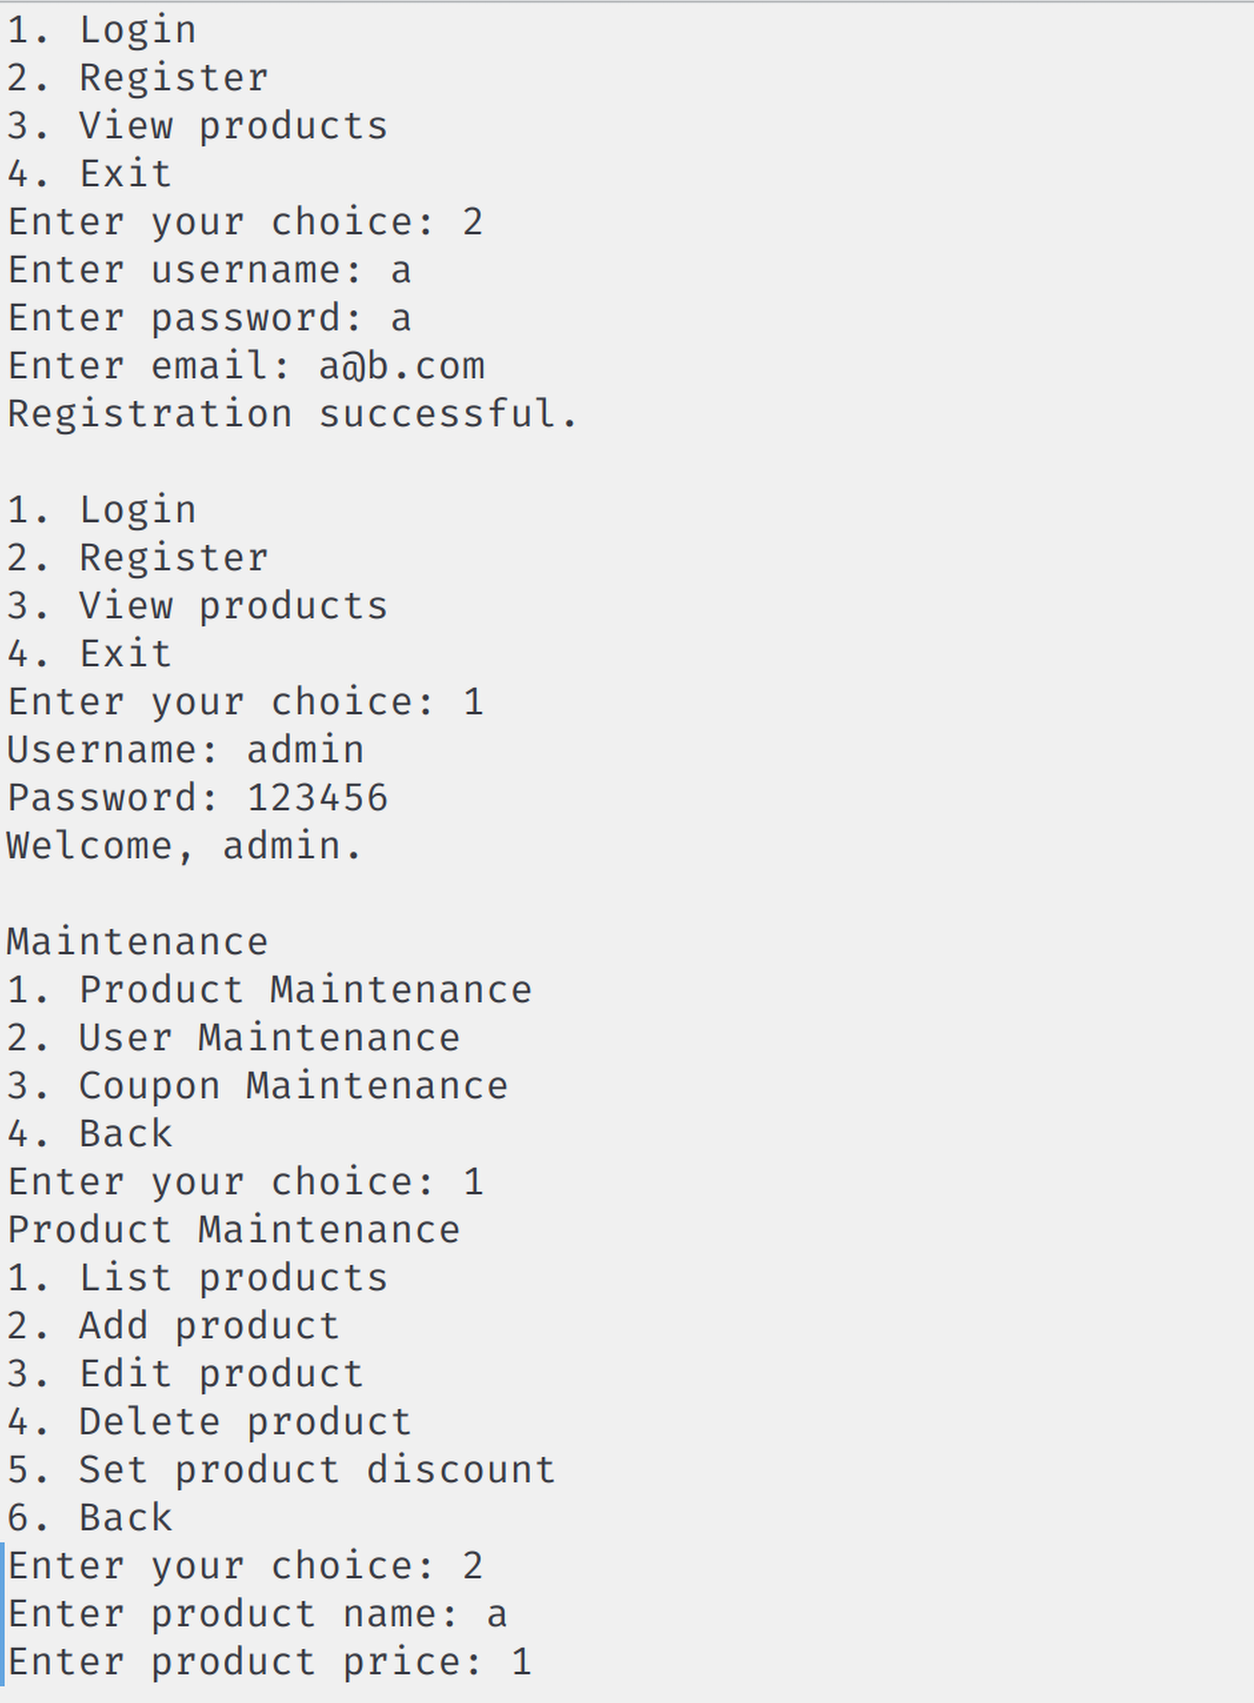 1. Login
2. Register
3. View products
4. Exit
Enter your choice: 2
Enter username: a
Enter password: a
Enter email: a@b.com
Registration successful.

1. Login
2. Register
3. View products
4. Exit
Enter your choice: 1
Username: admin
Password: 123456
Welcome, admin.

Maintenance
1. Product Maintenance
2. User Maintenance
3. Coupon Maintenance
4. Back
Enter your choice: 1
Product Maintenance
1. List products
2. Add product
3. Edit product
4. Delete product
5. Set product discount
6. Back
Enter your choice: 2
Enter product name: a
Enter product price: 1